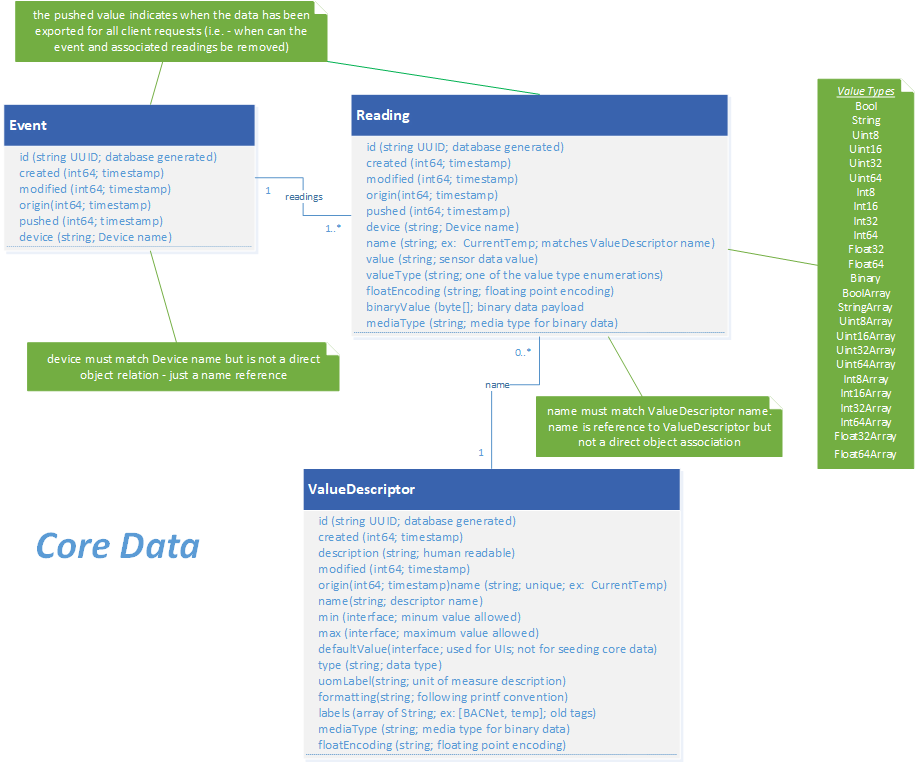 the pushed value indicates when the data has been
exported for all client requests (i.e. - when can the
event and associated readings be removed)
Event
id (string UUID; database generated)
created (int64; timestamp)
modified (int64; timestamp)
origin(int64; timestamp)
pushed (int64; timestamp)
device (string; Device name)
1
readings
1..*
Reading
id (string UUID; database generated)
created (int64; timestamp)
modified (int64; timestamp)
origin(int64; timestamp)
pushed (int64; timestamp)
device (string; Device name)
name (string; ex: CurrentTemp; matches ValueDescriptor name)
value (string; sensor data value)
valueType (string; one of the value type enumerations)
floatEncoding (string; floating point encoding)
binaryValue (byte[]; binary data payload
mediaType (string; media type for binary data)
Value Types
Bool
String
Uint8
Uint16
Uint32
Uint64
Int8
Int16
Int32
Int64
Float32
Float64
Binary
BoolArray
StringArray
Uint8Array
Uint16Array
Uint32Array
Uint64Array
Int8Array
Int16Array
Int32Array
Int64Array
Float32Array
Float64Array
device must match Device name but is not a direct
object relation - just a name reference
0..*
name
1
name must match ValueDescriptor name.
name is reference to ValueDescriptor but
not a direct object association
Core Data
ValueDescriptor
id (string UUID; database generated)
created (int64; timestamp)
description (string; human readable)
modified (int64; timestamp)
origin(int64; timestamp)name (string; unique; ex: CurrentTemp)
name(string; descriptor name)
min (interface; minum value allowed)
max (interface; maximum value allowed)
defaultValue(interface; used for UIs; not for seeding core data)
type (string; data type)
uomLabel(string; unit of measure description)
formatting(string; following printf convention)
labels (array of String; ex: [BACNet, temp]; old tags)
mediaType (string; media type for binary data)
floatEncoding (string; floating point encoding)